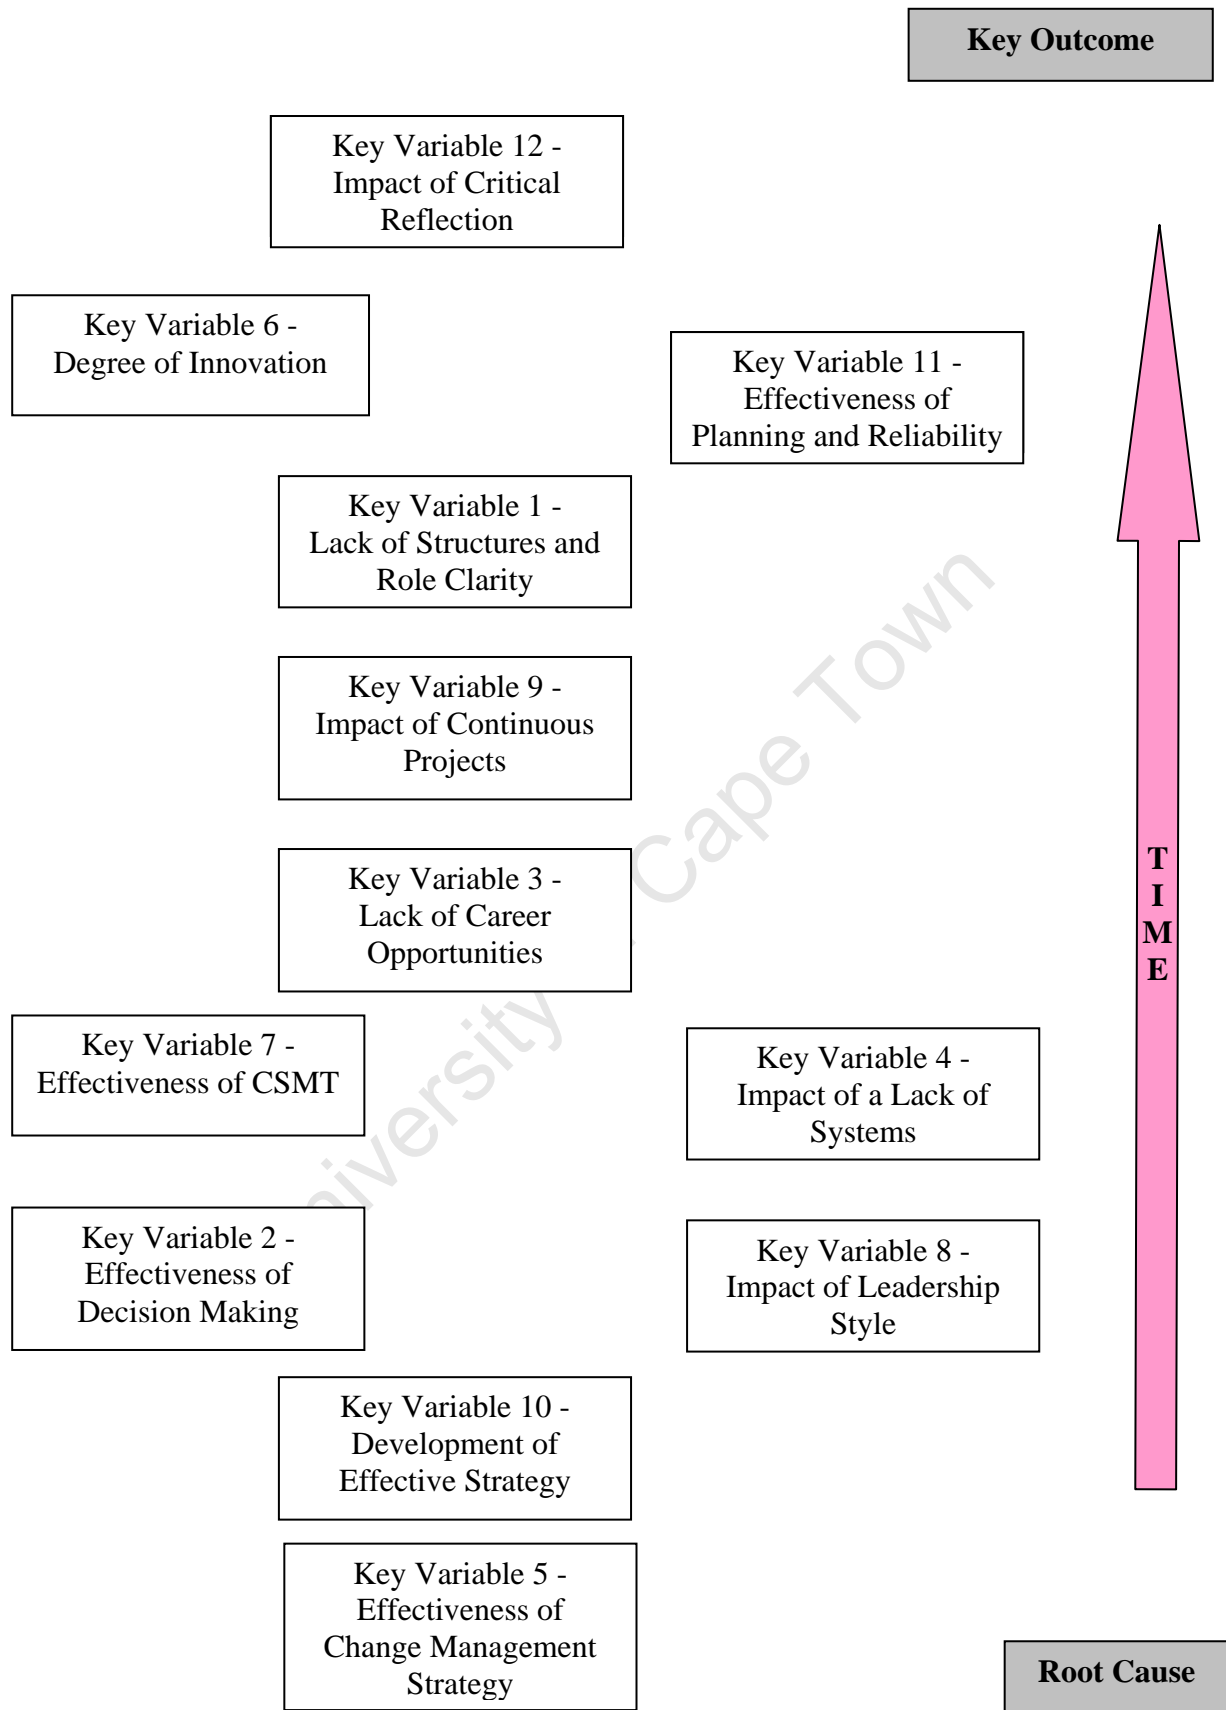 Key Outcome
Key Variable 12 -
Impact of Critical
Reflection
Key Variable 6 -
Degree of Innovation
Key Variable 11 -
Effectiveness of
Planning and Reliability
Key Variable 1 -
Lack of Structures and
Role Clarity
Key Variable 9 -
Impact of Continuous
Projects
Key Variable 3 -
Lack of Career
Opportunities
T
I
M
E
Key Variable 7 -
Effectiveness of CSMT
Key Variable 4 -
Impact of a Lack of
Systems
Key Variable 2 -
Effectiveness of
Decision Making
Key Variable 8 -
Impact of Leadership
Style
Key Variable 10 -
Development of
Effective Strategy
Key Variable 5 -
Effectiveness of
Change Management
Strategy
Root Cause
niversity Cape Town